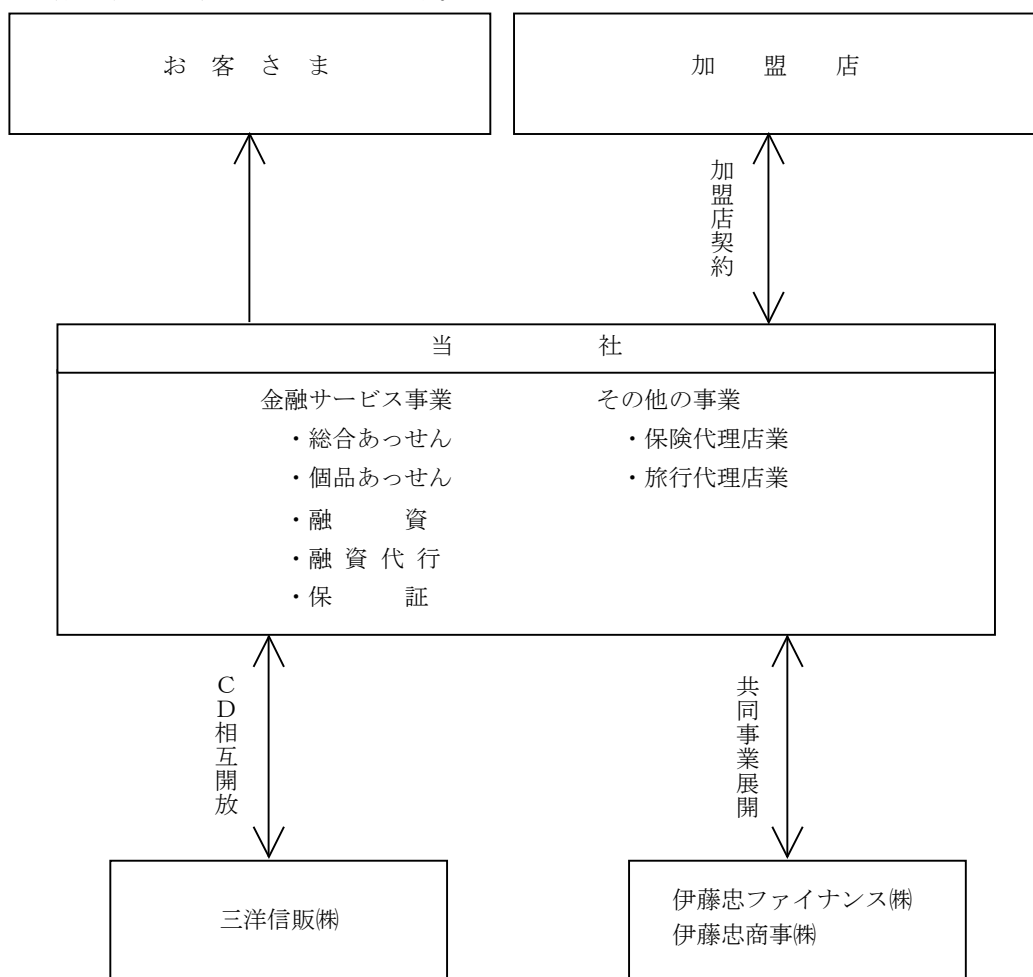 お客さま
加盟店
加盟店契約
当社
金融サービス事業
・総合あっせん
・個品あっせん
・融資
・融資代行
・保証
その他の事業
・保険代理店業
・旅行代理店業
CD相互開放
共同事業展開
三洋信販㈱
伊藤忠ファイナンス㈱
伊藤忠商事㈱